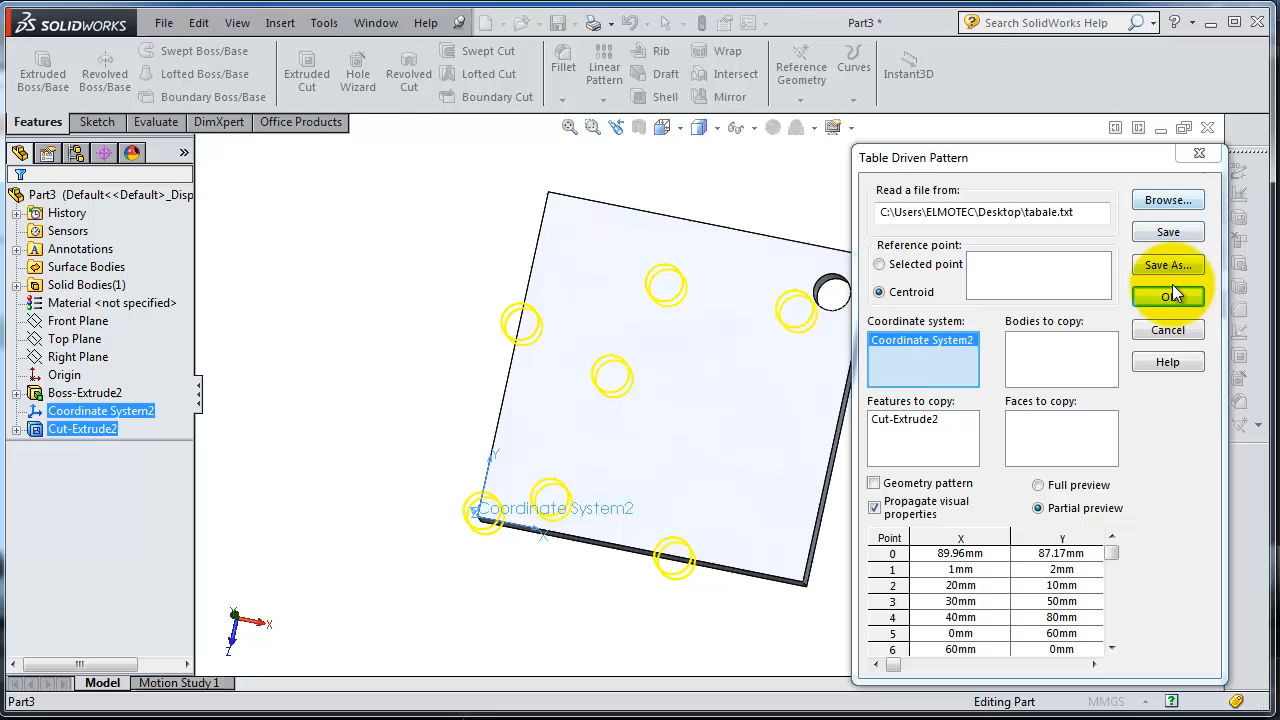 SOLIDWORKS File Edit View Insert Tools Window Help Part3 * Search SolidWorks Help
Extruded Boss/Base
Revolved Boss/Base
Swept Boss/Base
Lofted Boss/Base
Boundary Boss/Base
Extruded Cut
Hole Wizard
Revolved Cut
Swept Cut
Lofted Cut
Boundary Cut
Fillet
Linear Pattern
Rib
Draft
Shell
Wrap
Intersect
Mirror
Reference Geometry
Curves
Instant3D
Features Sketch Evaluate DimXpert Office Products
Part3 (Default<<Default>_Disp
History
Sensors
Annotations
Surface Bodies
Solid Bodies(1)
Material <not specified>
Front Plane
Top Plane
Right Plane
Origin
Boss-Extrude2
Coordinate System2
Cut-Extrude2
Y
Coordinate System2
Z
X
Y
X
Z
Table Driven Pattern
Read a file from:
C:\Users\ELMOTEC\Desktop\tabale.txt
Browse...
Save
Save As...
Cancel
Help
Reference point:
Selected point
Centroid
Coordinate system: Bodies to copy:
Coordinate System2
Features to copy: Faces to copy:
Cut-Extrude2
Geometry pattern
Propagate visual properties
Full preview
Partial preview
Point X Y
0 89.96mm 87.17mm
1 1mm 2mm
2 20mm 10mm
3 30mm 50mm
4 40mm 80mm
5 0mm 60mm
6 60mm 0mm
Model Motion Study 1
Part3 Editing Part MMGS